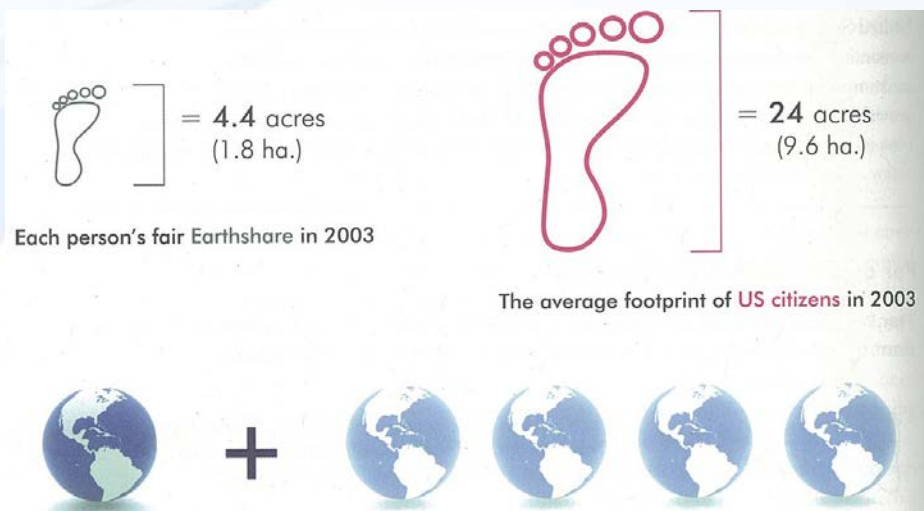 = 4.4 acres
(1.8 ha.)
Each person's fair Earthshare in 2003
= 24 acres
(9.6 ha.)
The average footprint of US citizens in 2003
+